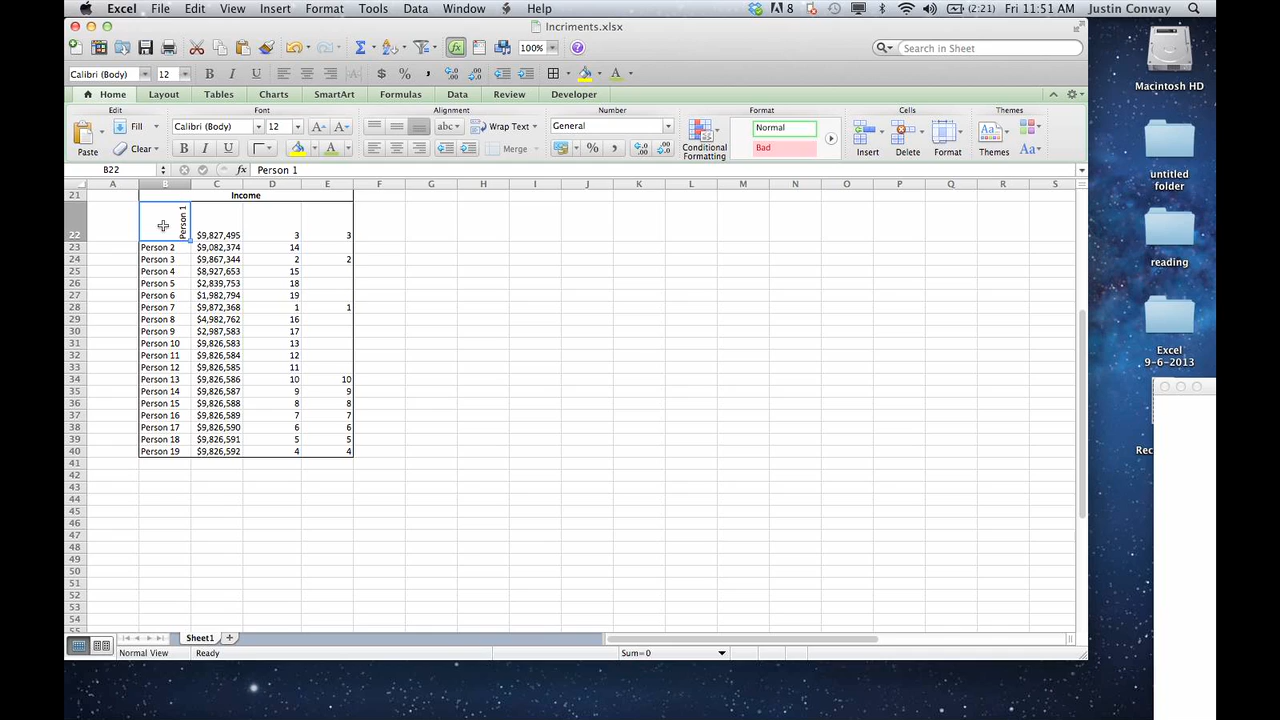 Excel File Edit View Insert Format Tools Data Window Help 8 (2:21) Fri 11:51 AM Justin Conway
Incriments.xlsx
100% Search in Sheet
Calibri (Body) 12 B I U $ % ,
Home Layout Tables Charts SmartArt Formulas Data Review Developer
Edit Font Alignment Number Format Cells Themes
Paste Fill Calibri (Body) 12 A A abc Wrap Text General Conditional Formatting Normal Insert Delete Format Themes Aa
Clear B I U A Merge % , Bad
B22 fx Person 1
A B C D E F G H I J K L M N O P Q R S
21 Income
22 Person 1 $9,827,495 3 3
23 Person 2 $9,082,374 14
24 Person 3 $9,867,344 2 2
25 Person 4 $8,927,653 15
26 Person 5 $2,839,753 18
27 Person 6 $1,982,794 19
28 Person 7 $9,872,368 1 1
29 Person 8 $4,982,762 16
30 Person 9 $2,987,583 17
31 Person 10 $9,826,583 13
32 Person 11 $9,826,584 12
33 Person 12 $9,826,585 11
34 Person 13 $9,826,586 10 10
35 Person 14 $9,826,587 9 9
36 Person 15 $9,826,588 8 8
37 Person 16 $9,826,589 7 7
38 Person 17 $9,826,590 6 6
39 Person 18 $9,826,591 5 5
40 Person 19 $9,826,592 4 4
41
42
43
44
45
46
47
48
49
50
51
52
53
54
55
Sheet1
Normal View Ready Sum=0
Macintosh HD
untitled
folder
reading
Excel
9-6-2013
Rec